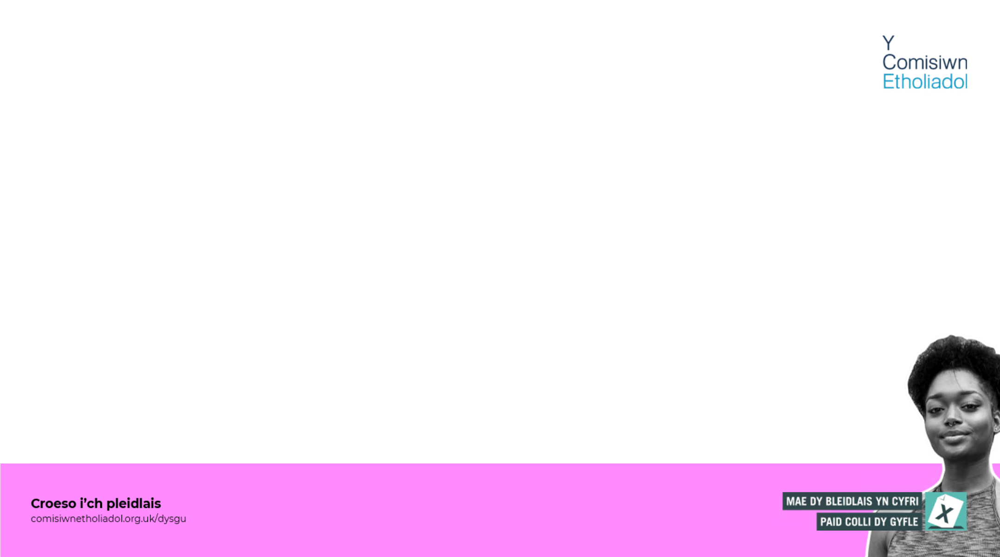 Y
Comisiwn
Etholiadol
Croeso i’ch pleidlais
comisiwnetholiadol.org.uk/dysgu
MAE DY BLEIDLAIS YN CYFRI
PAID COLLI DY GYFLE
X